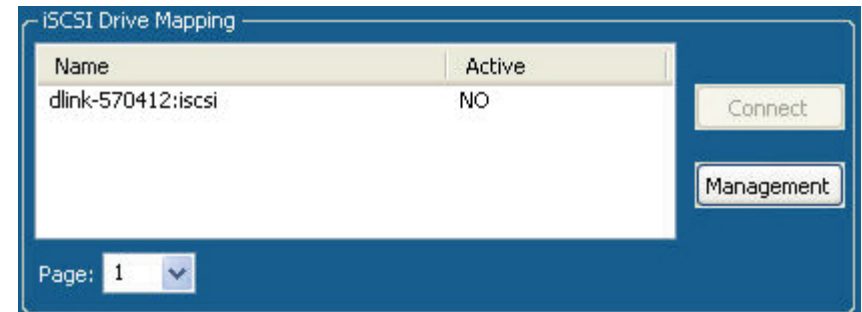 iSCSI Drive Mapping
Name Active
dlink-570412:iscsi NO
Connect
Management
Page: 1